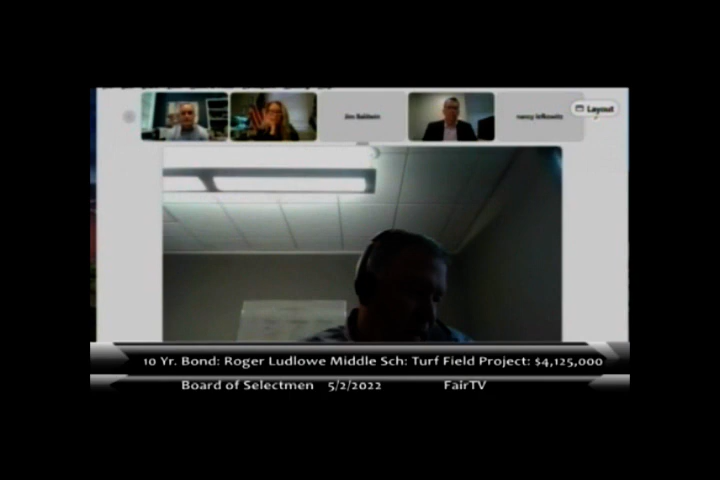 Jim Baldwin
nancy lefkowitz
Layout
10 Yr. Bond: Roger Ludlowe Middle Sch: Turf Field Project: $4,125,000
Board of Selectmen 5/2/2022 FairTV